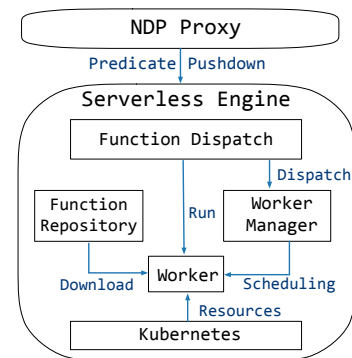 NDP Proxy
Predicate Pushdown
Serverless Engine
Function Dispatch
Dispatch
Function
Repository
Run
Worker
Manager
Download
Worker
Scheduling
Resources
Kubernetes